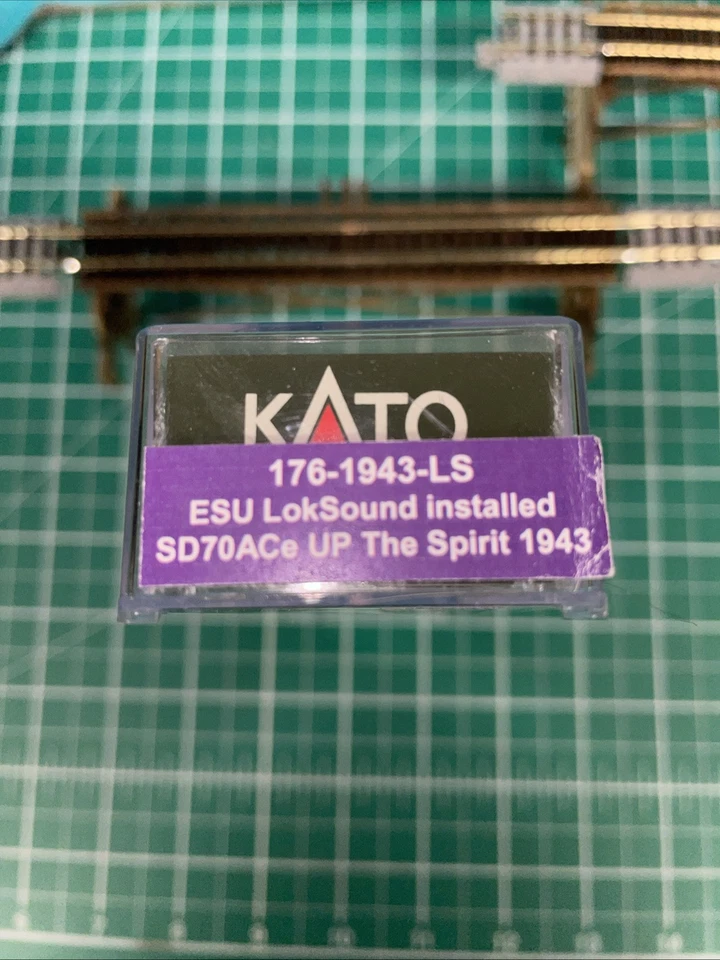 KATO
176-1943-LS
ESU LokSound installed
SD70ACe UP The Spirit 1943